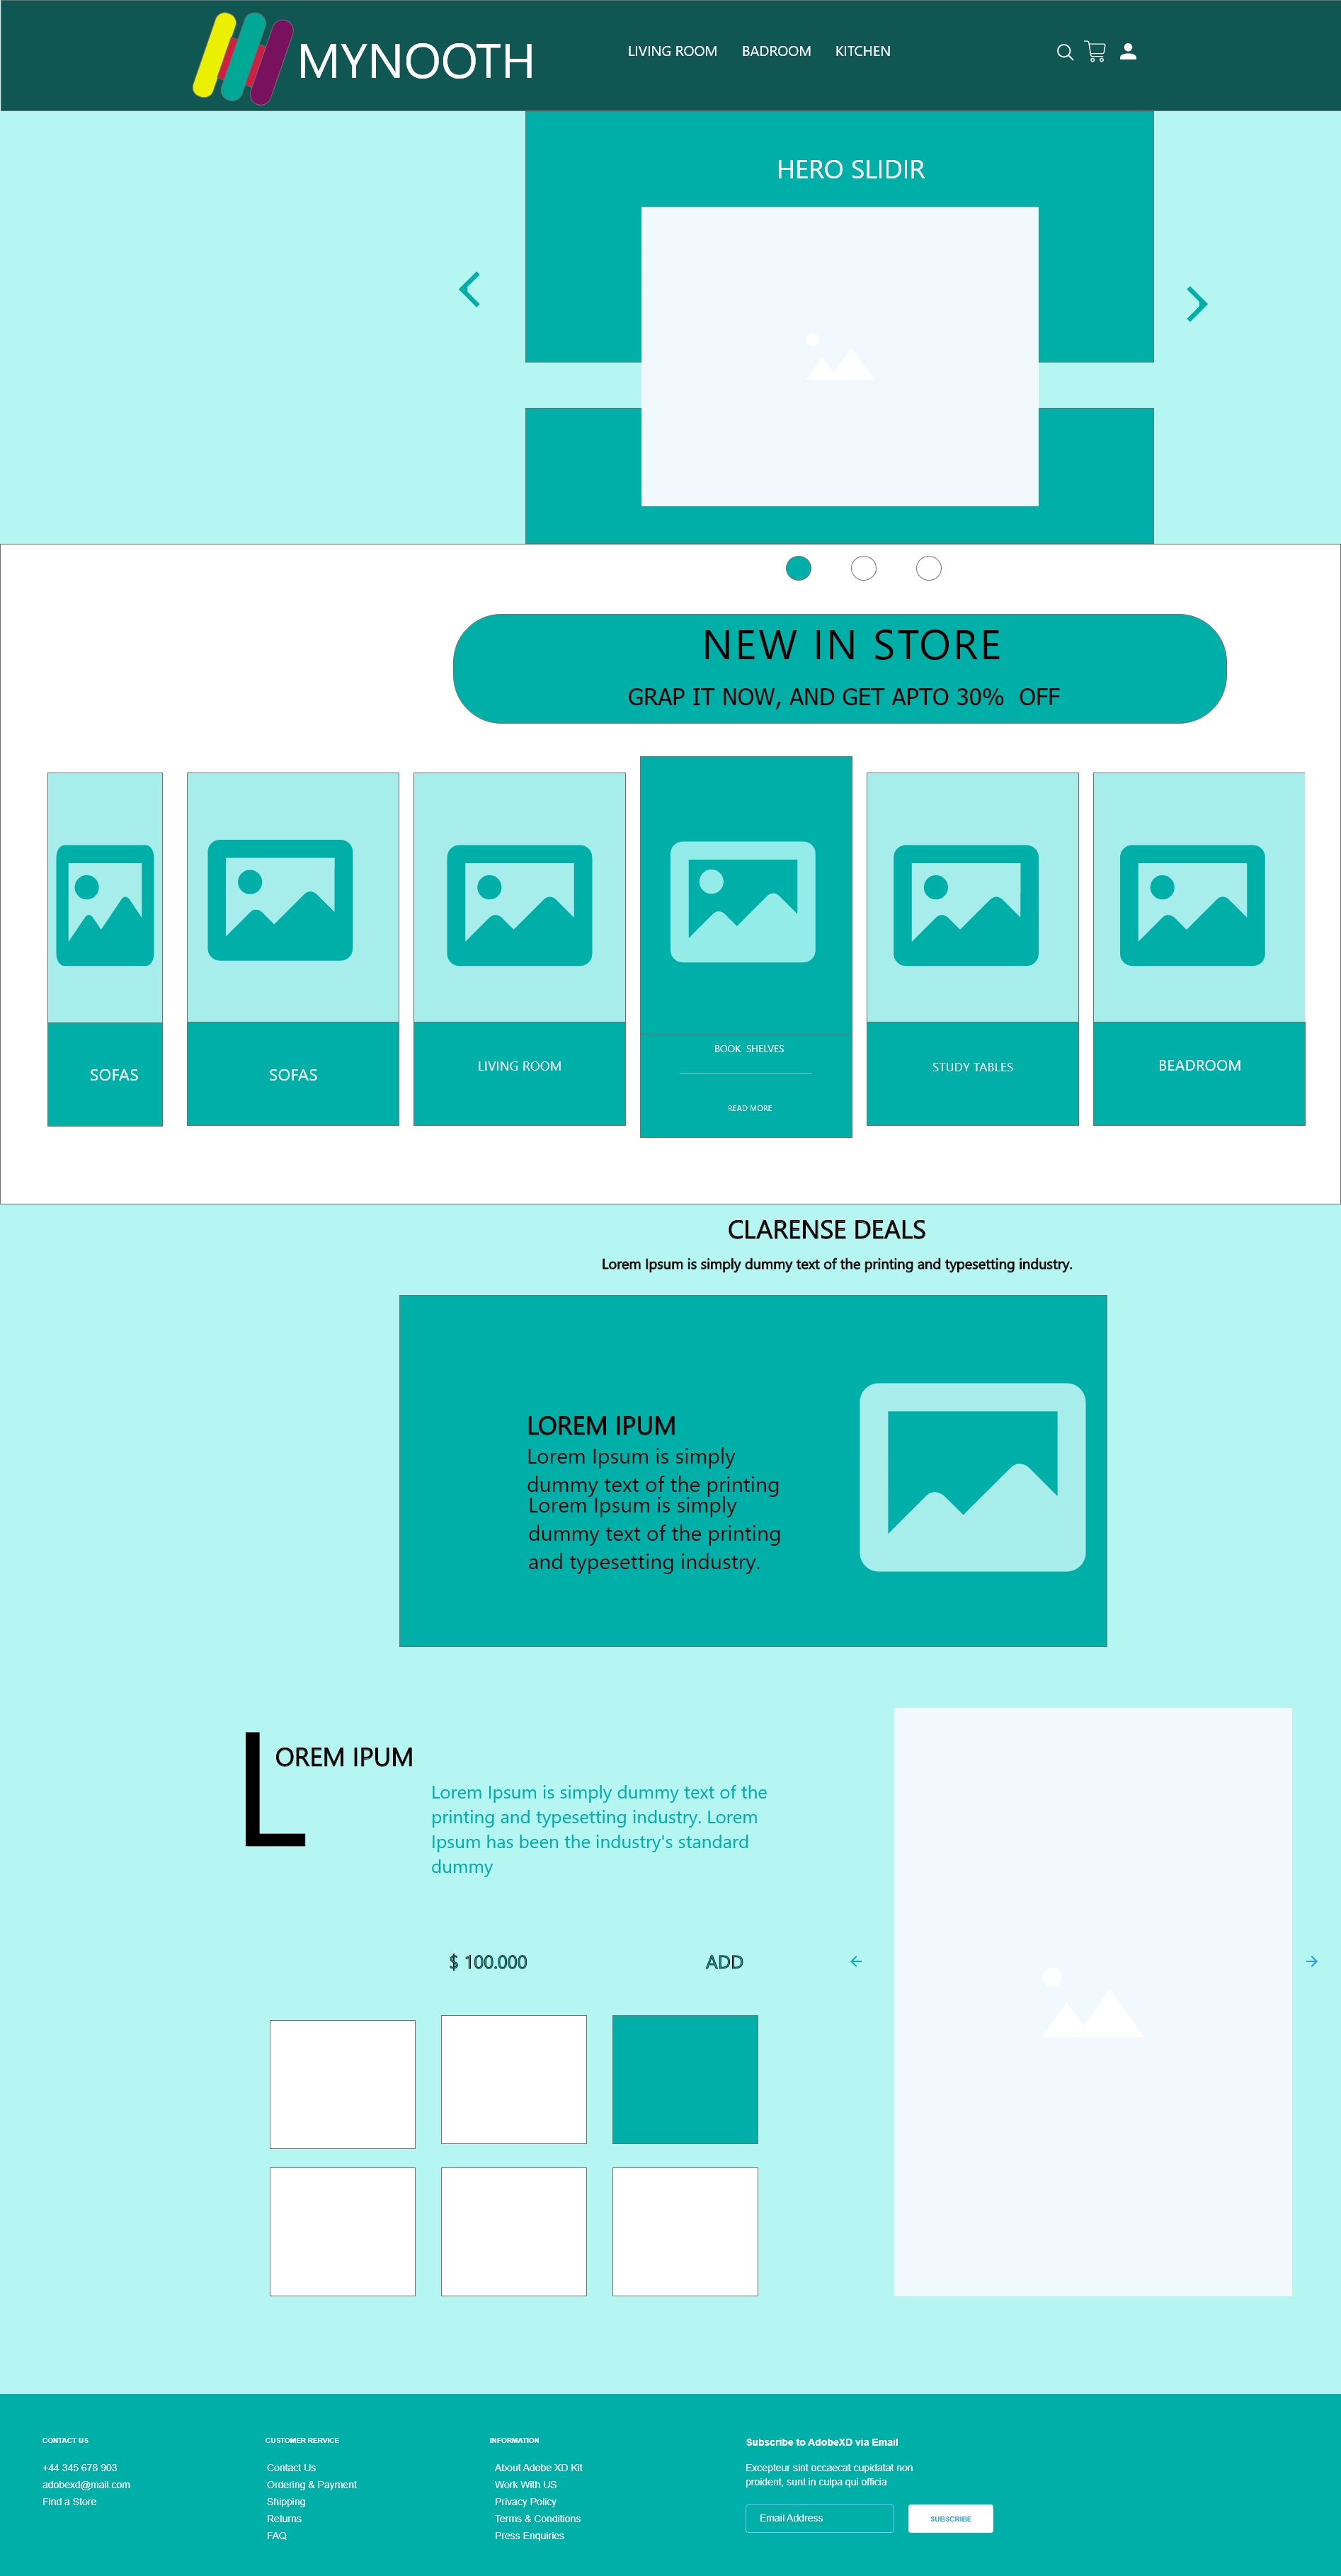 MYNOOTH
LIVING ROOM BADROOM KITCHEN
HERO SLIDIR
NEW IN STORE
GRAP IT NOW, AND GET APTO 30% OFF
SOFAS
SOFAS
LIVING ROOM
BOOK SHELVES
READ MORE
STUDY TABLES
BEADROOM
CLARENSE DEALS
Lorem Ipsum is simply dummy text of the printing and typesetting industry.
LOREM IPUM
Lorem Ipsum is simply
dummy text of the printing
Lorem Ipsum is simply
dummy text of the printing
and typesetting industry.
LOREM IPUM
Lorem Ipsum is simply dummy text of the
printing and typesetting industry. Lorem
Ipsum has been the industry's standard
dummy
$ 100.000
ADD
CONTACT US
+44 345 678 903
adobexd@mail.com
Find a Store
CUSTOMER RERVICE
Contact Us
Ordering & Payment
Shipping
Returns
FAQ
INFORMATION
About Adobe XD Kit
Work With US
Privacy Policy
Terms & Conditions
Press Enquiries
Subscribe to AdobeXD via Email
Excepteur sint occaecat cupidatat non
proident, sunt in culpa qui officia
Email Address
SUBSCRIBE